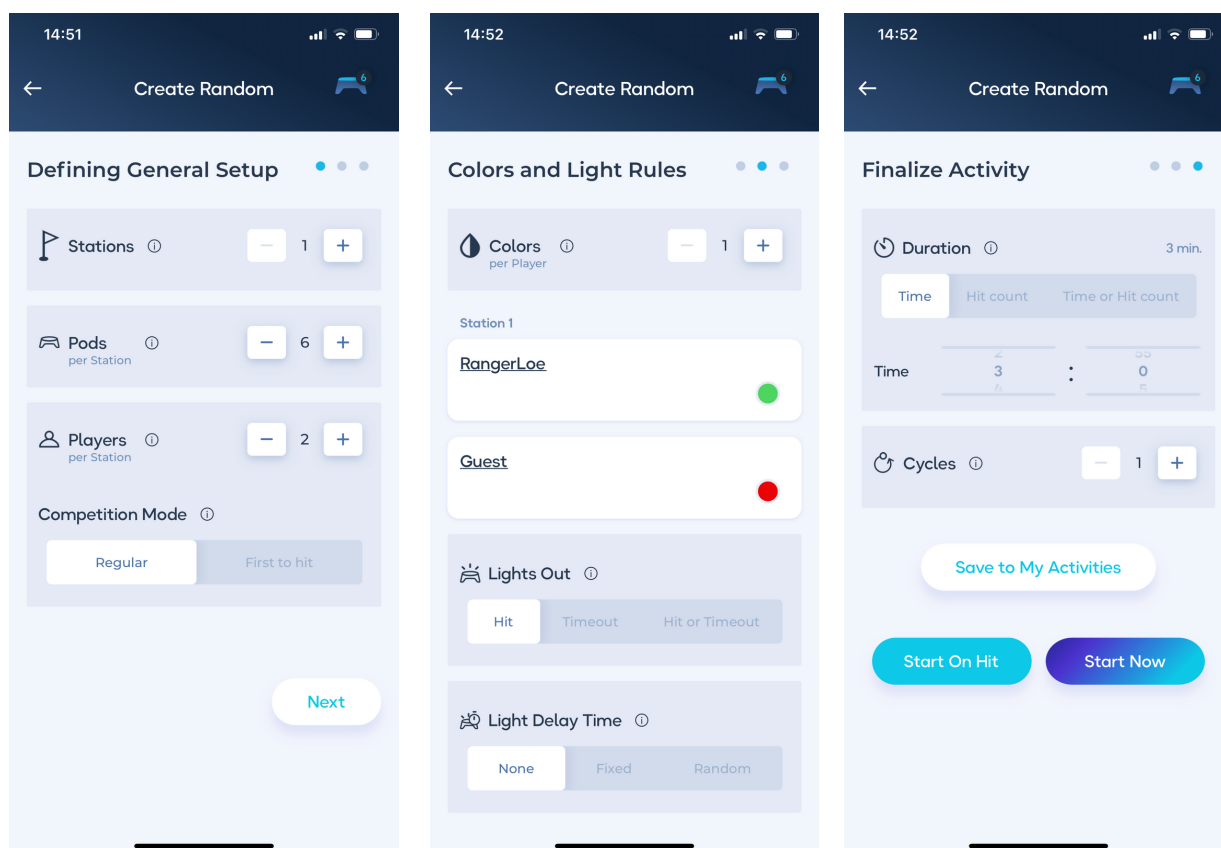 14:51
6
Create Random
Defining General Setup
Stations
1
Pods
per Station
6
Players
per Station
2
Competition Mode
Regular
First to hit
Next
14:52
6
Create Random
Colors and Light Rules
Colors
per Player
1
Station 1
RangerLoe
Guest
Lights Out
Hit
Timeout
Hit or Timeout
Light Delay Time
None
Fixed
Random
14:52
6
Create Random
Finalize Activity
Duration
3 min.
Time
Hit count
Time or Hit count
2
55
Time
3
:
0
4
5
Cycles
1
Save to My Activities
Start On Hit
Start Now